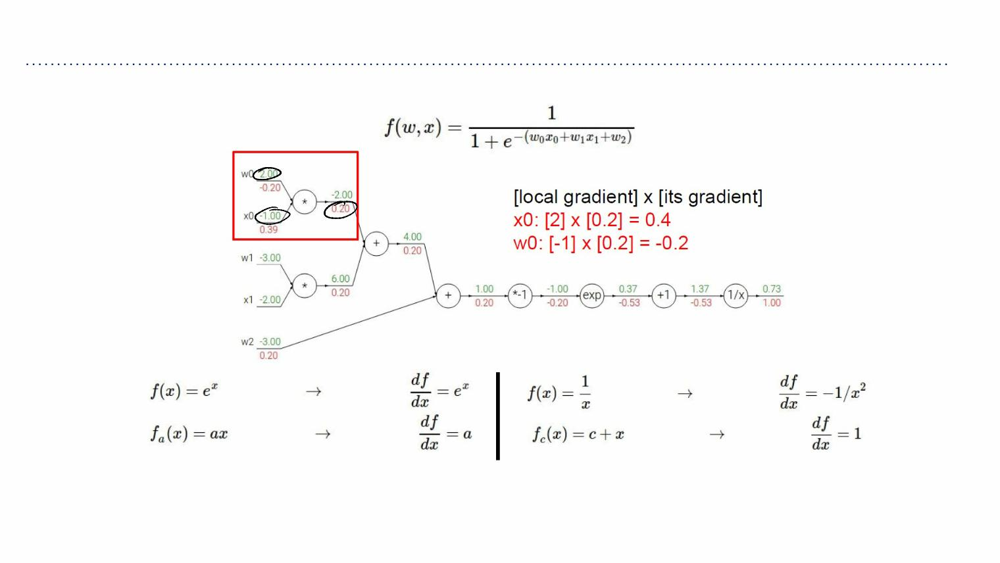 f(w,x) = 1 / (1 + e^{-(w_0x_0+w_1x_1+w_2)})
w0 2.00
-0.20
x0 -1.00
0.39
*
-2.00
0.20
[local gradient] x [its gradient]
x0: [2] x [0.2] = 0.4
w0: [-1] x [0.2] = -0.2
+
4.00
0.20
w1 -3.00
x1 -2.00
*
6.00
0.20
w2 -3.00
0.20
+
1.00
0.20
*-1
-1.00
-0.20
exp
0.37
-0.53
+1
1.37
-0.53
1/x
0.73
1.00
f(x) = e^x → df/dx = e^x
f_a(x) = ax → df/dx = a
f(x) = 1/x → df/dx = -1/x^2
f_c(x) = c + x → df/dx = 1